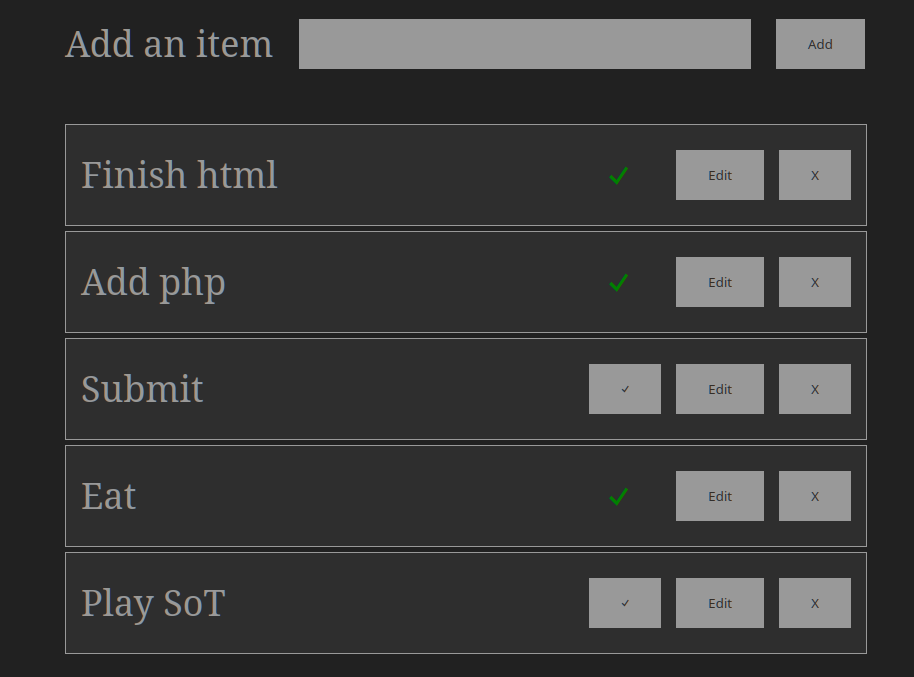 Add an item Add
Finish html ✓ Edit X
Add php ✓ Edit X
Submit ✓ Edit X
Eat ✓ Edit X
Play SoT ✓ Edit X